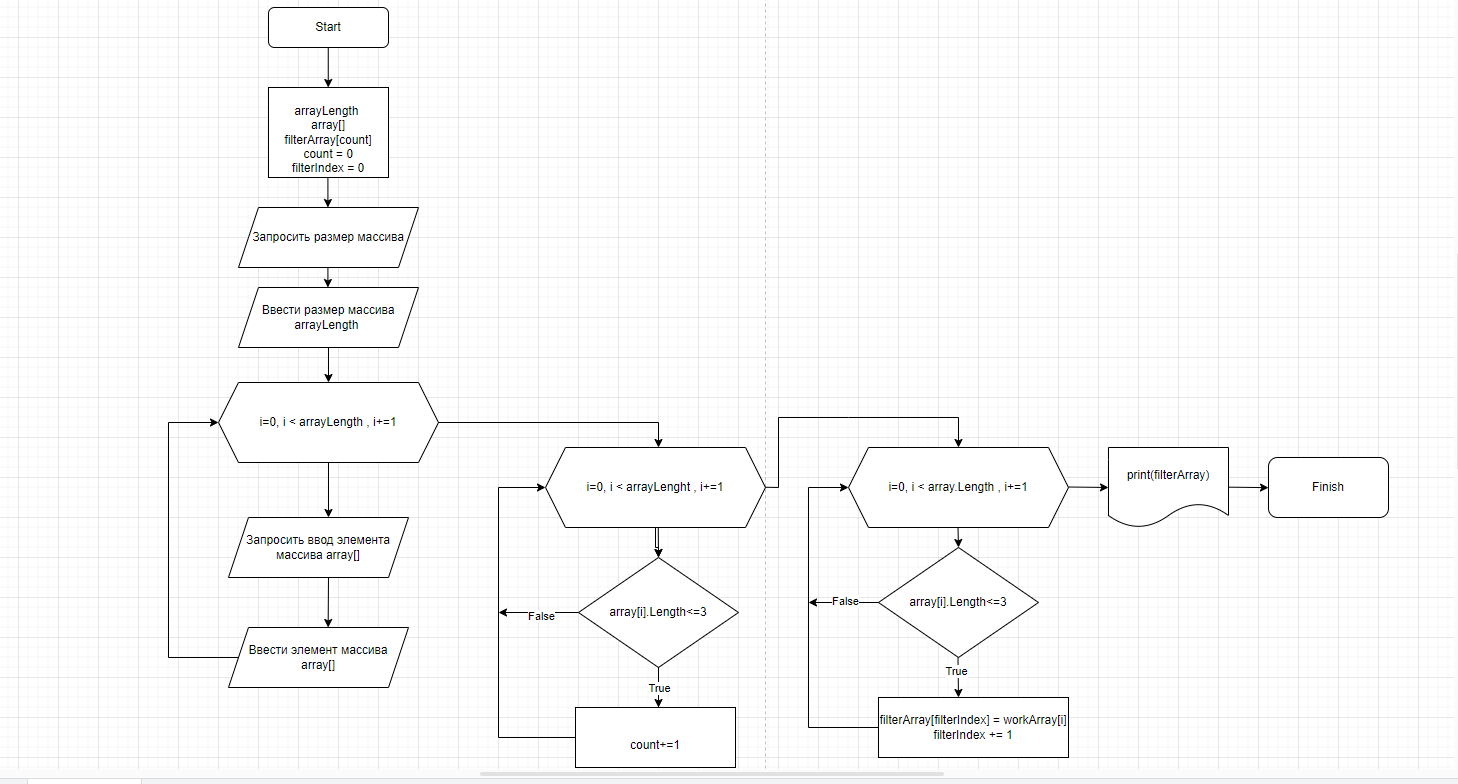 Start
arrayLength
array[]
filterArray[count]
count = 0
filterIndex = 0
Запросить размер массива
Ввести размер массива
arrayLength
i=0, i < arrayLength , i+=1
Запросить ввод элемента
массива array[]
Ввести элемент массива
array[]
i=0, i < arrayLenght , i+=1
array[i].Length<=3
False
True
count+=1
i=0, i < array.Length , i+=1
array[i].Length<=3
False
True
filterArray[filterIndex] = workArray[i]
filterIndex += 1
print(filterArray)
Finish